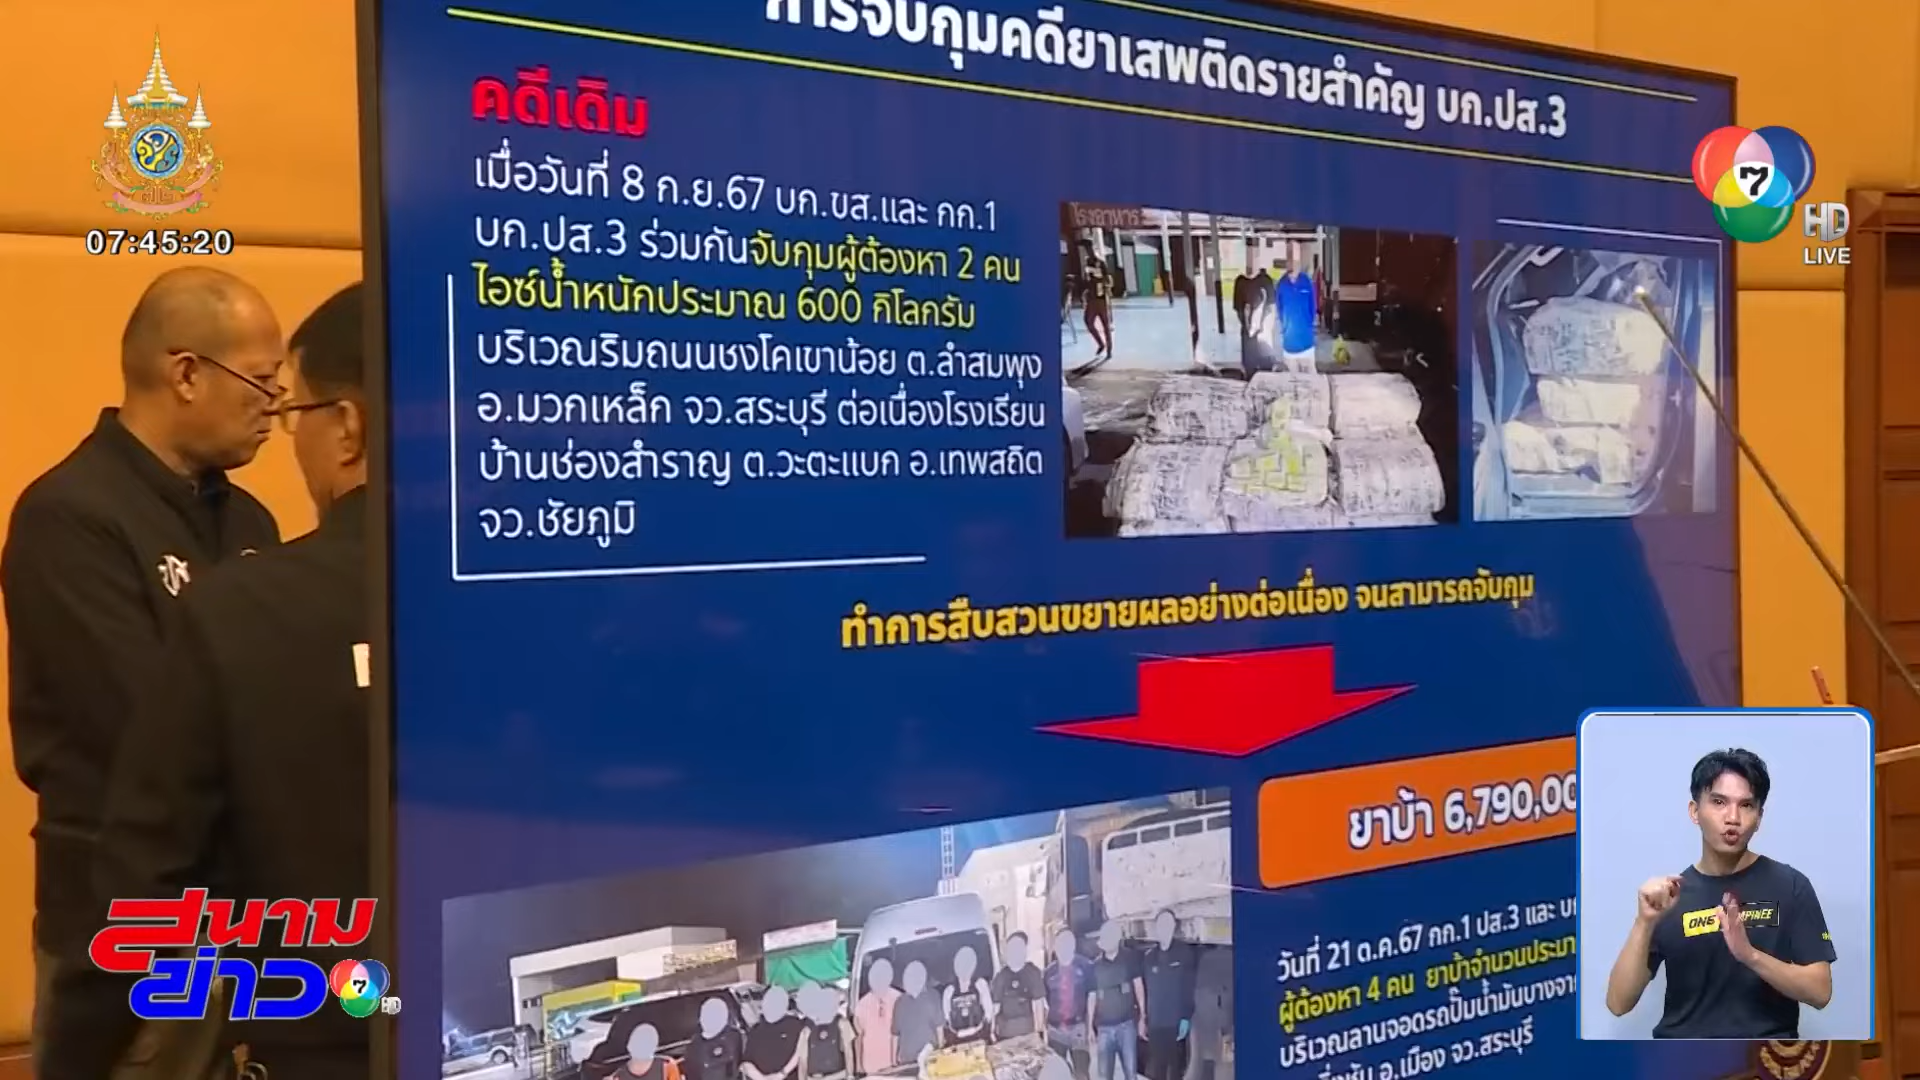 การจับกุมคดียาเสพติดรายสำคัญ บก.ปส.3
คดีเดิม
เมื่อวันที่ 8 ก.ย.67 บก.ขส.และ กก.1
บก.ปส.3 ร่วมกันจับกุมผู้ต้องหา 2 คน
ไอซ์น้ำหนักประมาณ 600 กิโลกรัม
บริเวณริมถนนซงโคเขาน้อย ต.ลำสมพุง
อ.มวกเหล็ก จว.สระบุรี ต่อเนื่องโรงเรียน
บ้านซ่องสำราญ ต.วะตะแบก อ.เทพสถิต
จว.ชัยภูมิ
โรงอาหาร
ทำการสืบสวนขยายผลอย่างต่อเนื่อง จนสามารถจับกุม
ยาบ้า 6,790,00
วันที่ 21 ต.ค.67 กก.1 ปส.3 และ
ผู้ต้องหา 4 คน ยาบ้าจำนวนประมา
บริเวณลานจอดรถปั๊มน้ำมันบางจา
อ.เมือง จว.สระบุรี
07:45:20
7
HD
LIVE
สนาม
ข่าว
7
HD
ONE
MPINEE